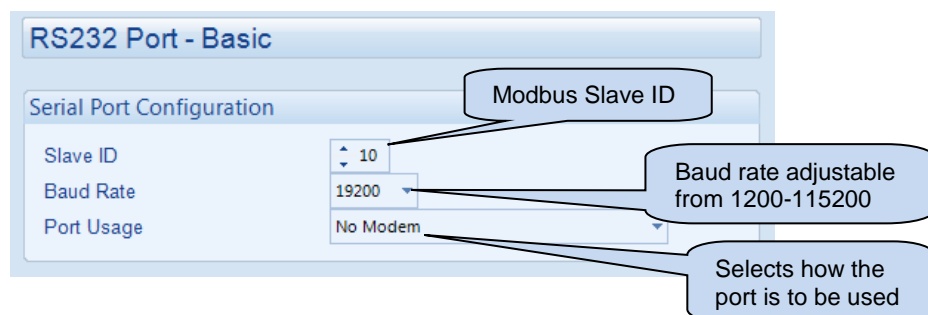 RS232 Port - Basic
Serial Port Configuration
Modbus Slave ID
Slave ID
10
Baud Rate
19200
Baud rate adjustable
from 1200-115200
Port Usage
No Modem
Selects how the
port is to be used